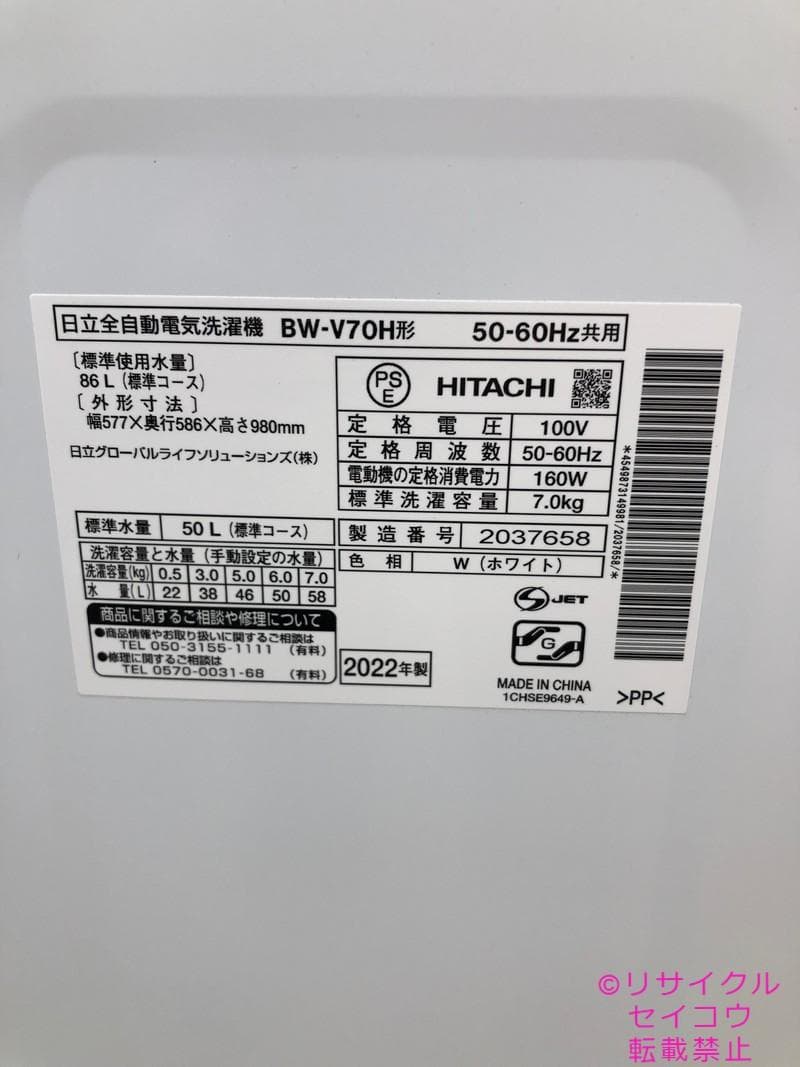 日立全自動電気洗濯機 BW-V70H形 50-60Hz共用
〔標準使用水量〕
86 L (標準コース)
〔外形寸法〕
幅577×奥行586×高さ980mm
日立グローバルライフソリューションズ(株)
PSE HITACHI
定格電圧 100V
定格周波数 50-60Hz
電動機の定格消費電力 160W
標準洗濯容量 7.0kg
標準水量 50 L (標準コース)
洗濯容量と水量 (手動設定の水量)
洗濯容量(kg) 0.5 3.0 5.0 6.0 7.0
水量(L) 22 38 46 50 58
製造番号 2037658
色相 W (ホワイト)
商品に関するご相談や修理について
●商品情報やお取り扱いに関するご相談は
TEL 050-3155-1111 (有料)
●修理に関するご相談は
TEL 0570-0031-68 (有料)
2022年製
S JET
G
MADE IN CHINA
1CHSE9649-A
>PP<
*4549873149981/2037658/*
©リサイクル
セイコウ
転載禁止